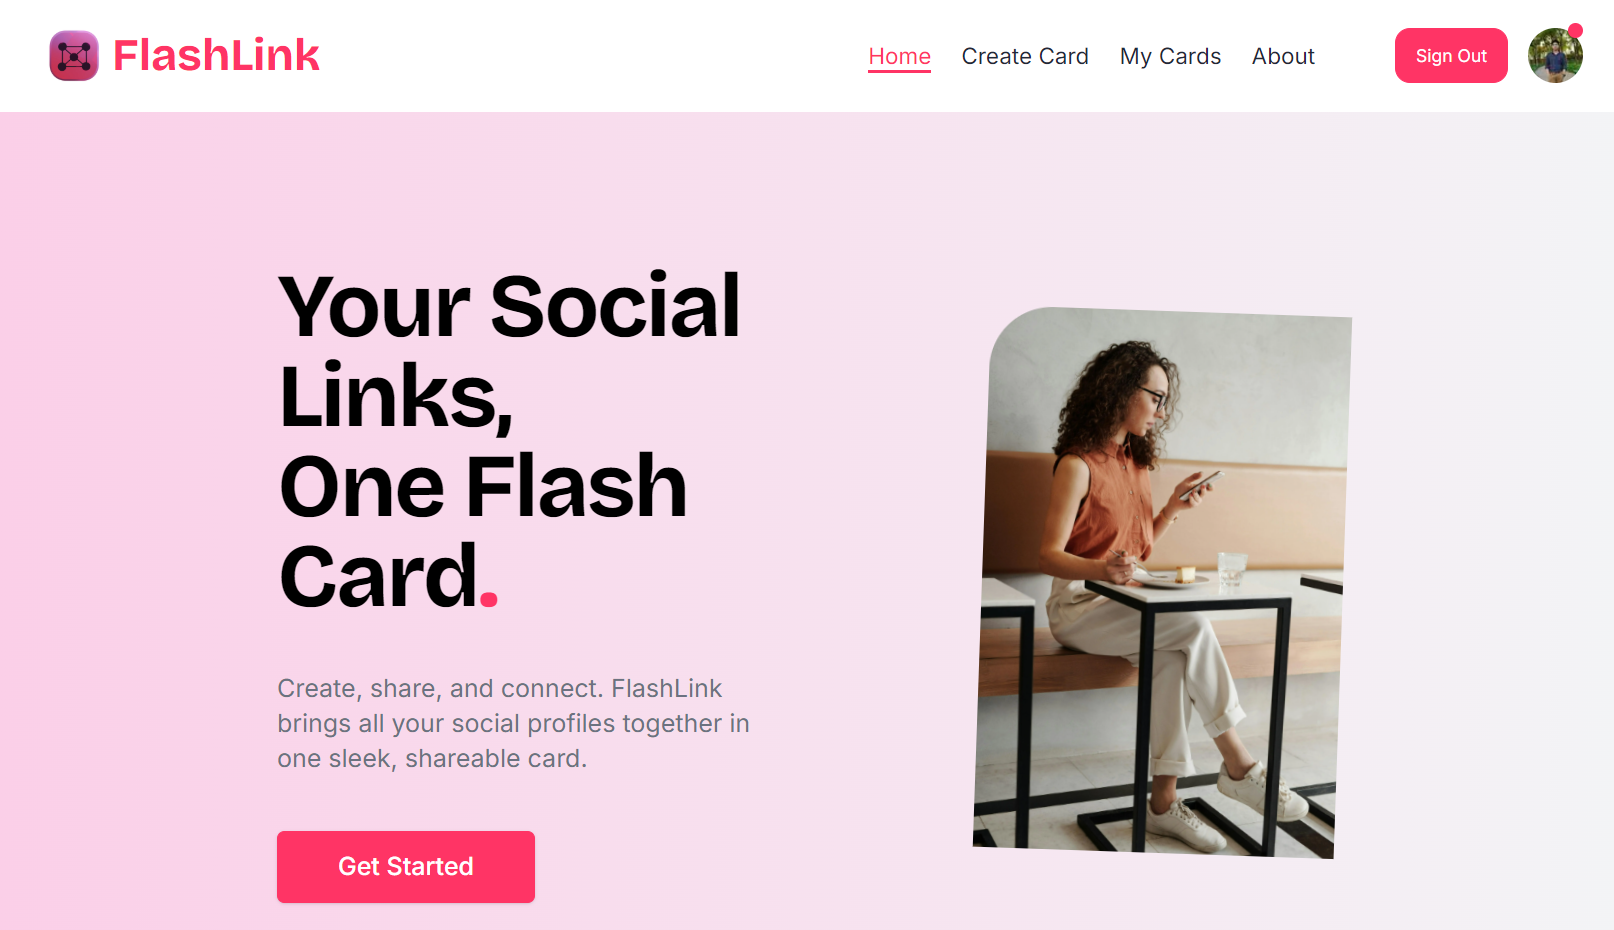 FlashLink
Home
Create Card
My Cards
About
Sign Out
Your Social
Links,
One Flash
Card.
Create, share, and connect. FlashLink
brings all your social profiles together in
one sleek, shareable card.
Get Started